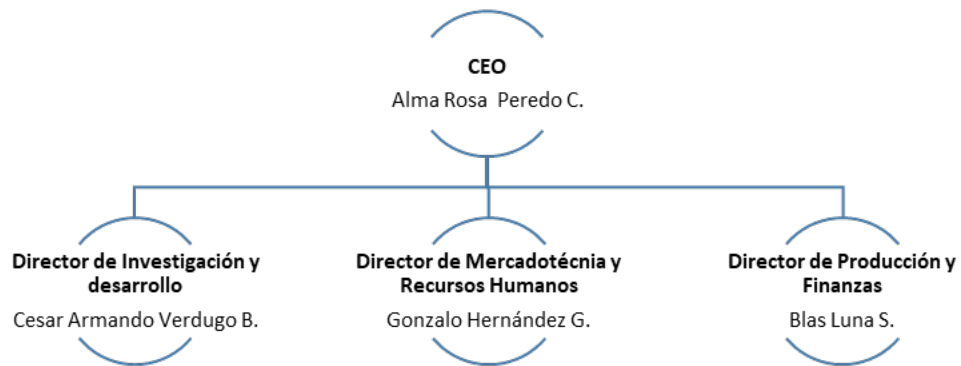 CEO
Alma Rosa Peredo C.
Director de Investigación y
desarrollo
Cesar Armando Verdugo B.
Director de Mercadotécnia y
Recursos Humanos
Gonzalo Hernández G.
Director de Producción y
Finanzas
Blas Luna S.